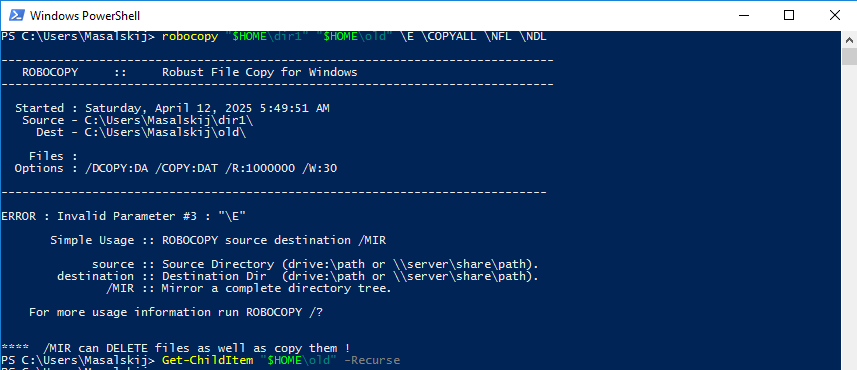 Windows PowerShell
PS C:\Users\Masalskij> robocopy "$HOME\dir1" "$HOME\old" \E \COPYALL \NFL \NDL
-------------------------------------------------------------------------------
   ROBOCOPY     ::     Robust File Copy for Windows
-------------------------------------------------------------------------------
  Started : Saturday, April 12, 2025 5:49:51 AM
   Source - C:\Users\Masalskij\dir1\
     Dest - C:\Users\Masalskij\old\
    Files :
  Options : /DCOPY:DA /COPY:DAT /R:1000000 /W:30
------------------------------------------------------------------------------
ERROR : Invalid Parameter #3 : "\E"
       Simple Usage :: ROBOCOPY source destination /MIR
             source :: Source Directory (drive:\path or \\server\share\path).
        destination :: Destination Dir  (drive:\path or \\server\share\path).
               /MIR :: Mirror a complete directory tree.
    For more usage information run ROBOCOPY /?
****  /MIR can DELETE files as well as copy them !
PS C:\Users\Masalskij> Get-ChildItem "$HOME\old" -Recurse